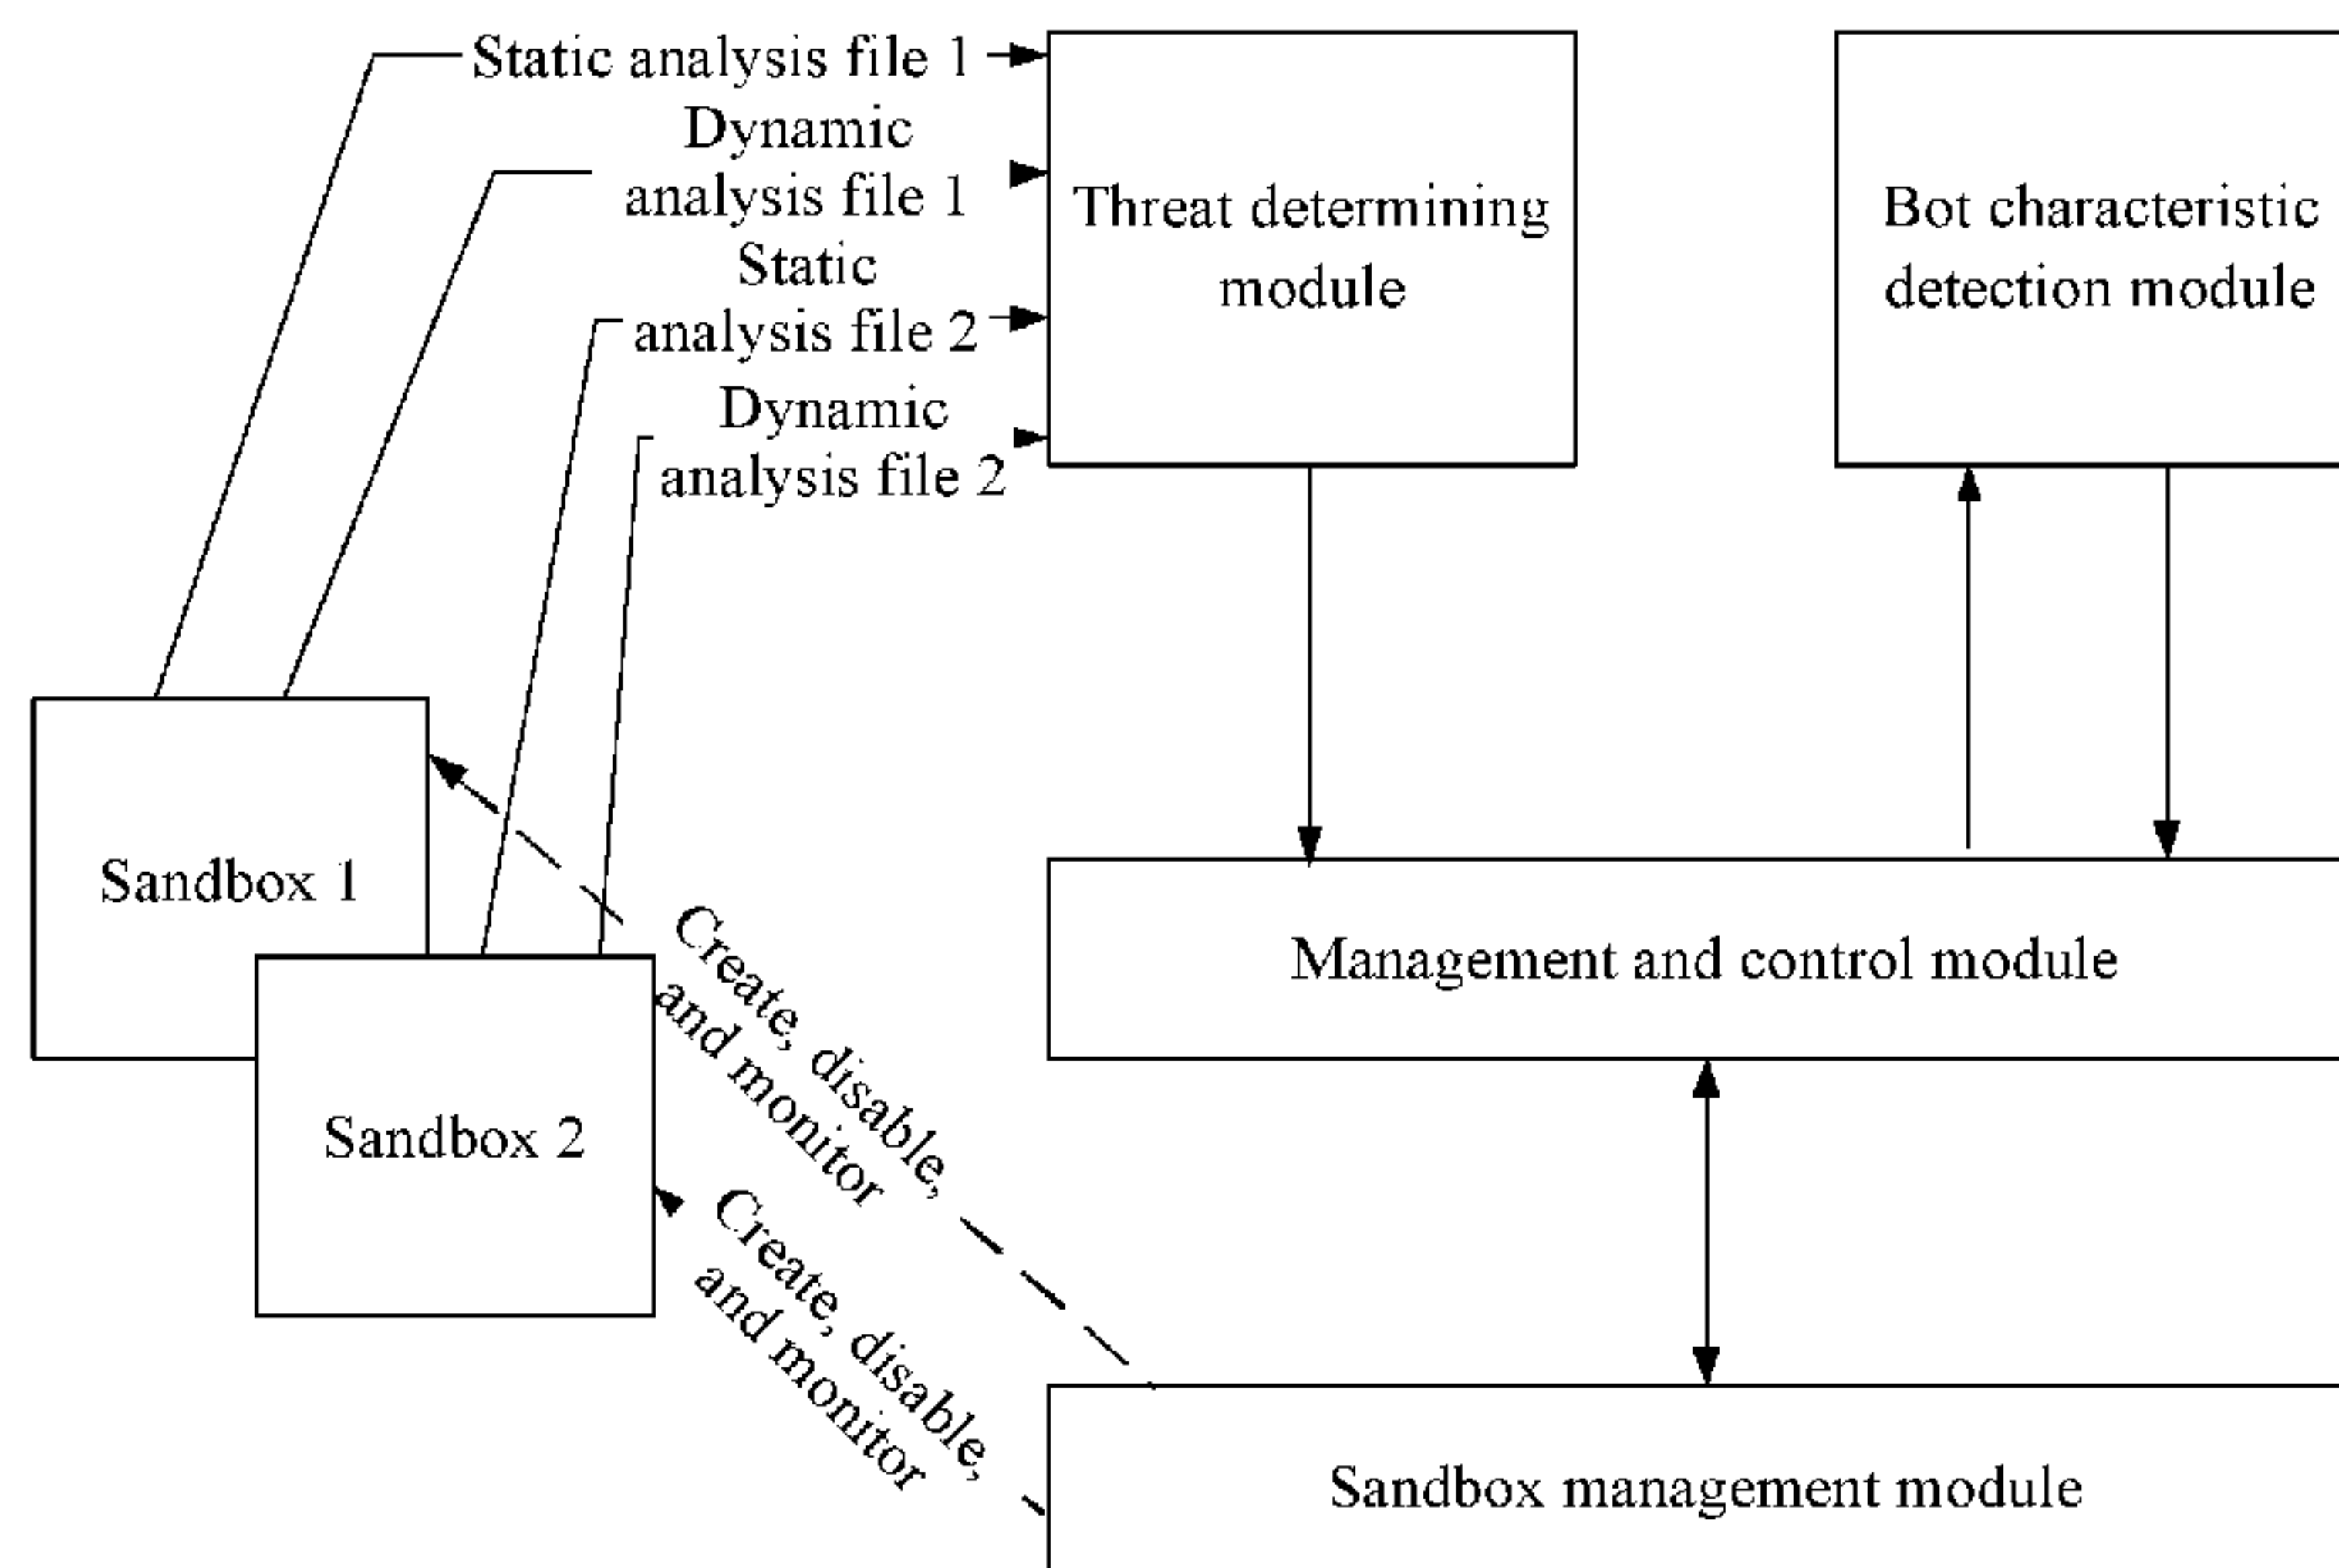 Static analysis file 1
Dynamic
analysis file 1
Static
analysis file 2
Dynamic
analysis file 2
Threat determining
module
Bot characteristic
detection module
Sandbox 1
Sandbox 2
Create, disable,
and monitor
Create, disable,
and monitor
Management and control module
Sandbox management module